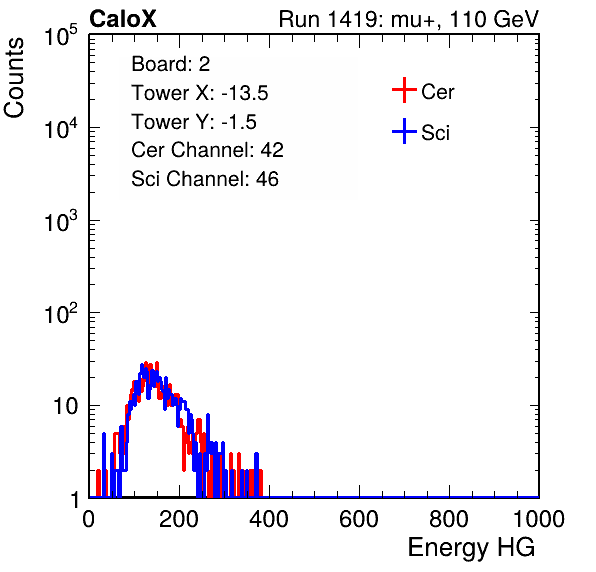 CaloX Run 1419: mu+, 110 GeV
Counts
10^5
10^4
10^3
10^2
10
1
Board: 2
Tower X: -13.5
Tower Y: -1.5
Cer Channel: 42
Sci Channel: 46
Cer
Sci
0 200 400 600 800 1000
Energy HG